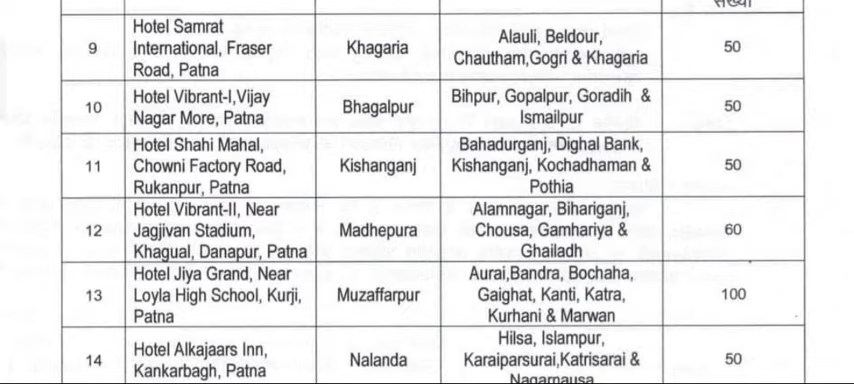 संख्या
9
Hotel Samrat
International, Fraser
Road, Patna
Khagaria
Alauli, Beldour,
Chautham,Gogri & Khagaria
50
10
Hotel Vibrant-I,Vijay
Nagar More, Patna
Bhagalpur
Bihpur, Gopalpur, Goradih &
Ismailpur
50
11
Hotel Shahi Mahal,
Chowni Factory Road,
Rukanpur, Patna
Kishanganj
Bahadurganj, Dighal Bank,
Kishanganj, Kochadhaman &
Pothia
50
12
Hotel Vibrant-II, Near
Jagjivan Stadium,
Khagual, Danapur, Patna
Madhepura
Alamnagar, Bihariganj,
Chousa, Gamhariya &
Ghailadh
60
13
Hotel Jiya Grand, Near
Loyla High School, Kurji,
Patna
Muzaffarpur
Aurai,Bandra, Bochaha,
Gaighat, Kanti, Katra,
Kurhani & Marwan
100
14
Hotel Alkajaars Inn,
Kankarbagh, Patna
Nalanda
Hilsa, Islampur,
Karaiparsurai,Katrisarai &
Nagarnausa
50